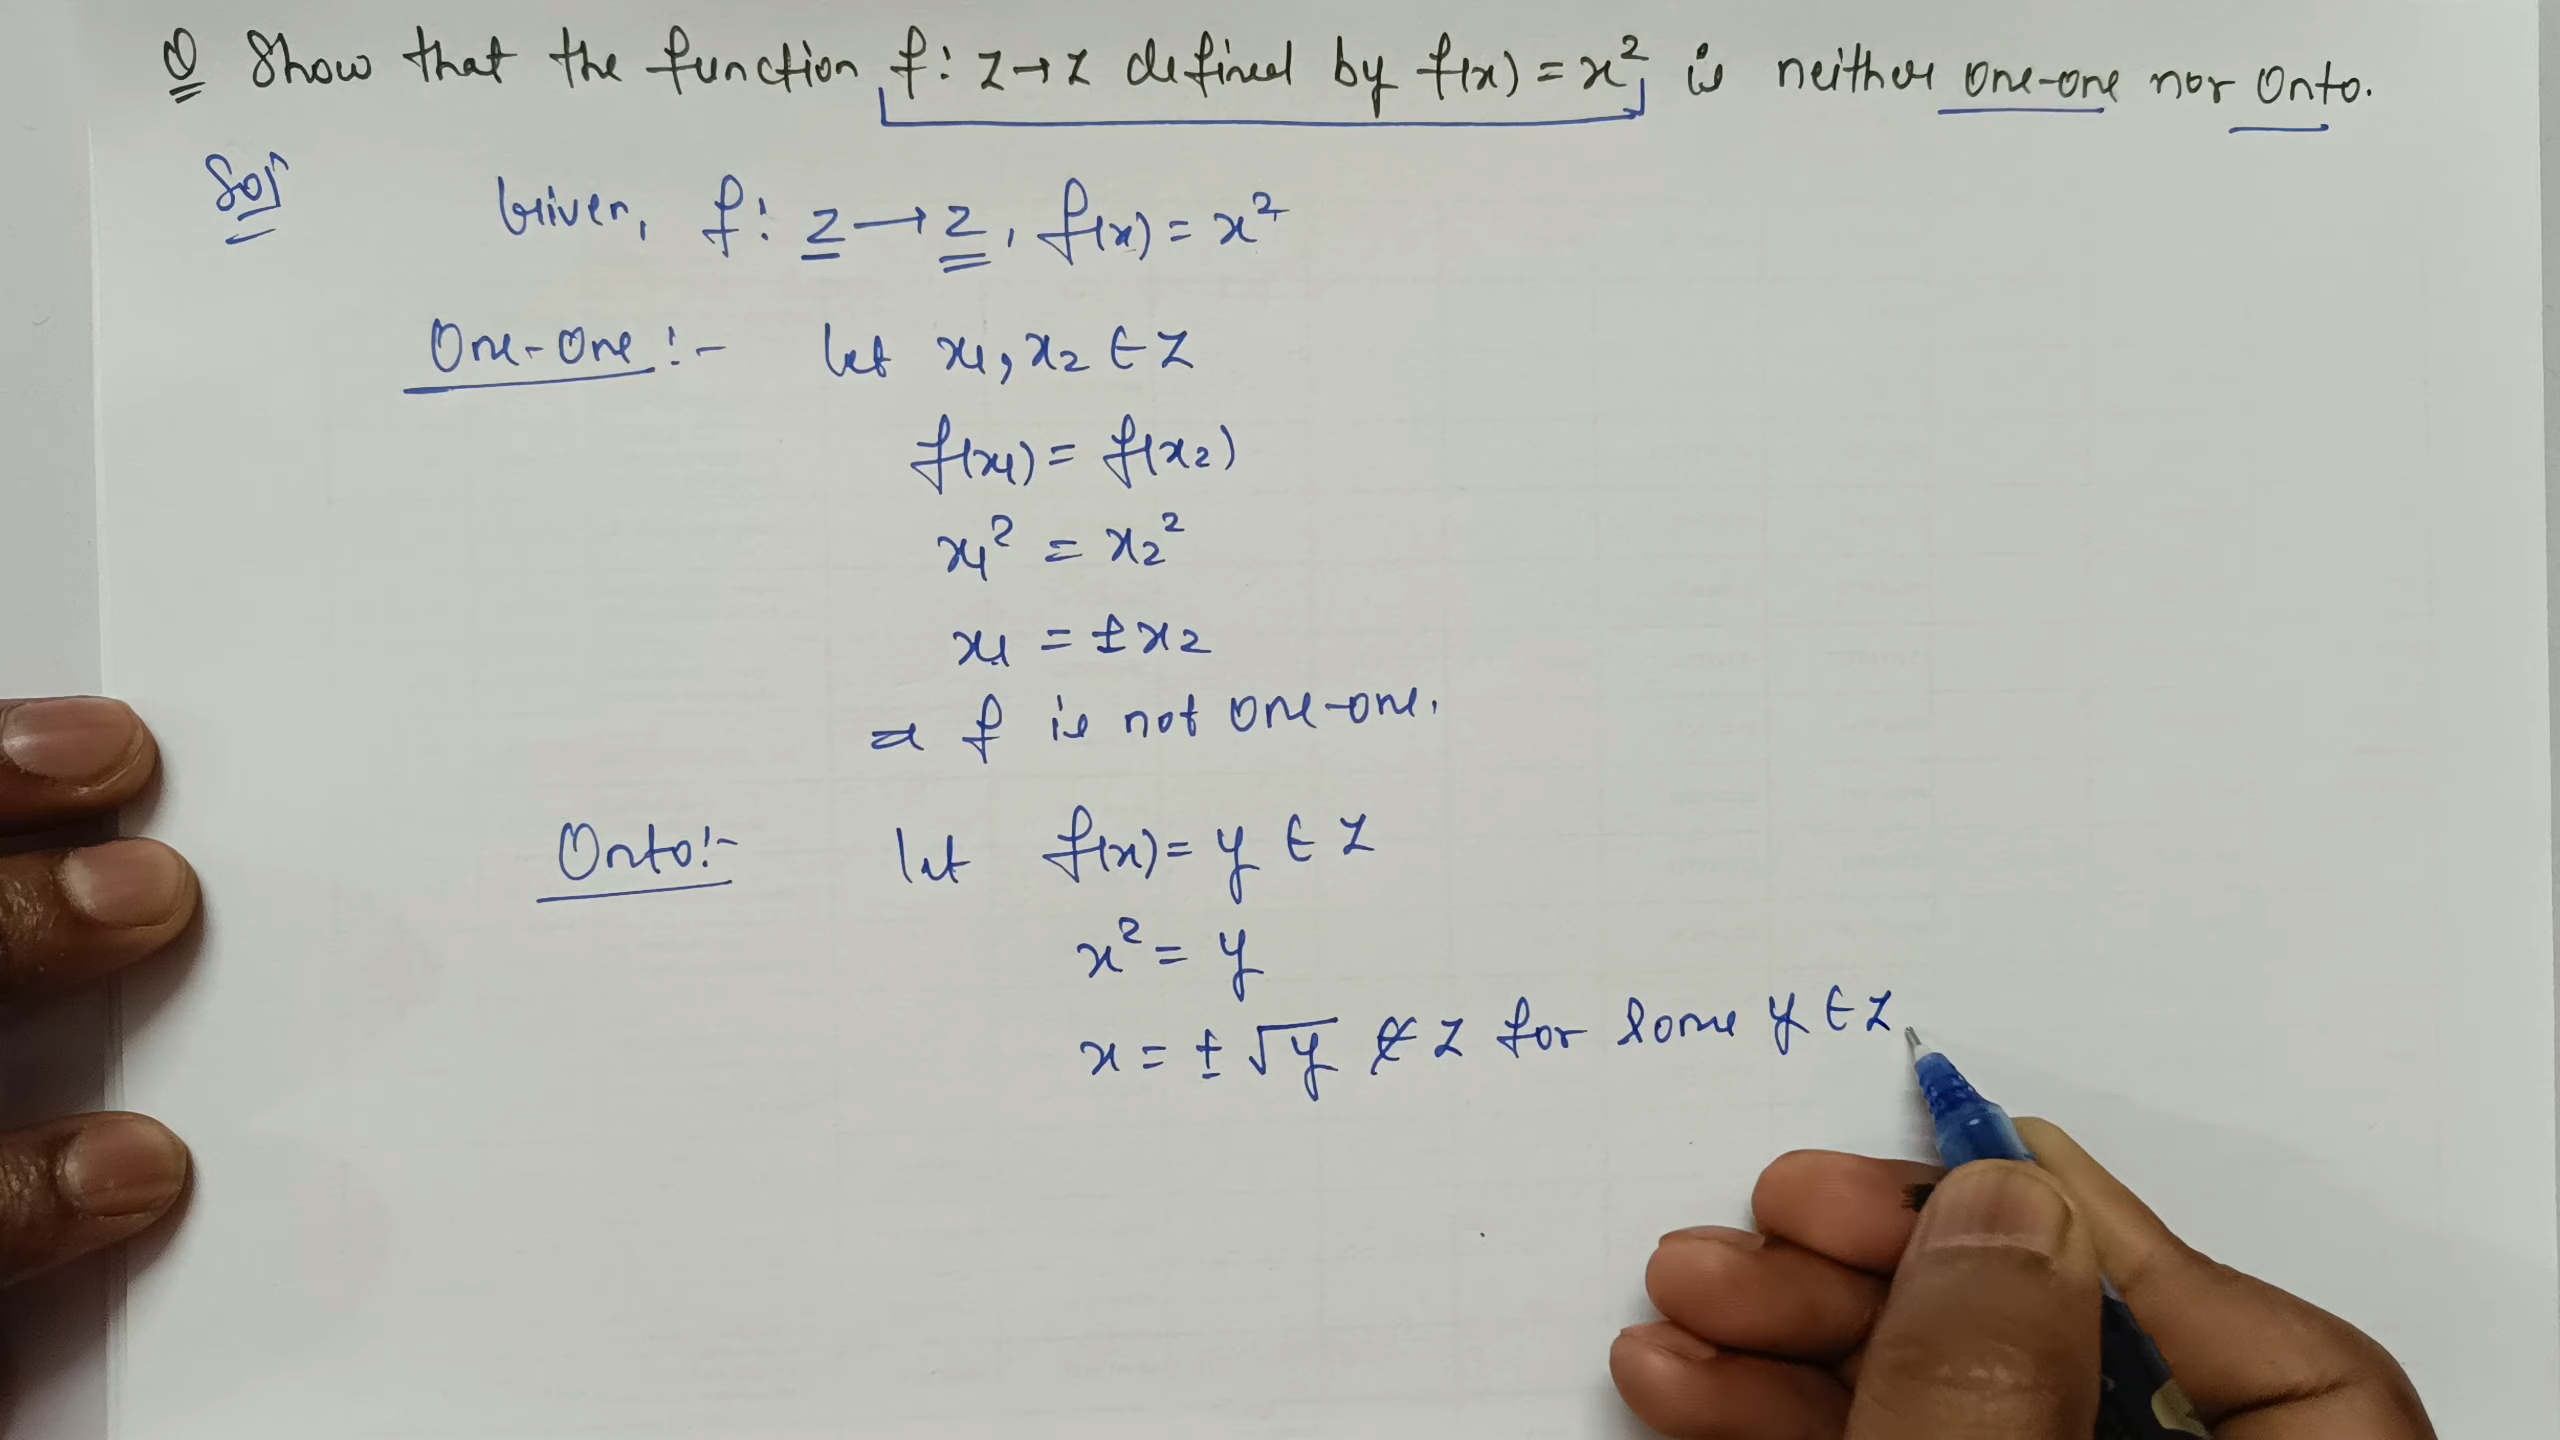 Q Show that the function f: Z→Z defined by f(x) = x² is neither one-one nor onto.
Sol^n
Given, f: Z→Z, f(x) = x²
One-One :- let x₁, x₂ ∈ Z
f(x₁) = f(x₂)
x₁² = x₂²
x₁ = ± x₂
⇒ f is not one-one.
Onto :- let f(x) = y ∈ Z
x² = y
x = ± √y ∉ Z for some y ∈ Z